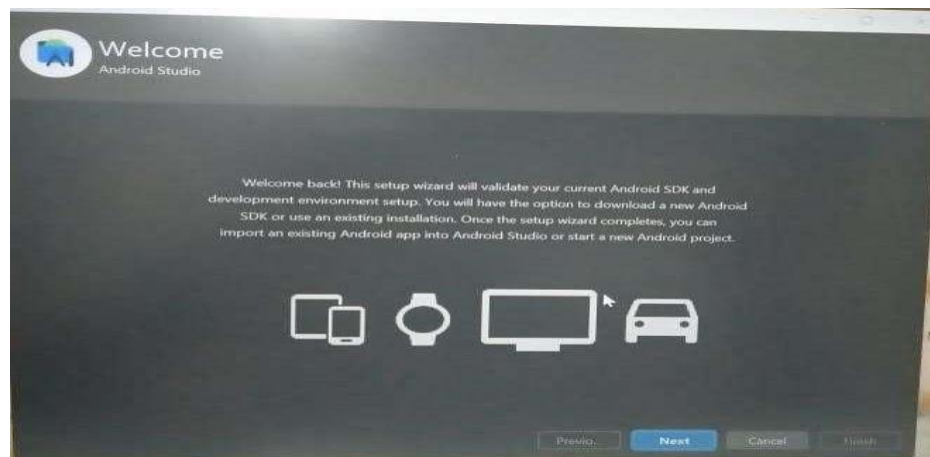 Welcome
Android Studio
Welcome back! This setup wizard will validate your current Android SDK and
development environment setup. You will have the option to download a new Android
SDK or use an existing installation. Once the setup wizard completes, you can
import an existing Android app into Android Studio or start a new Android project.
Previo...
Next
Cancel
Finish